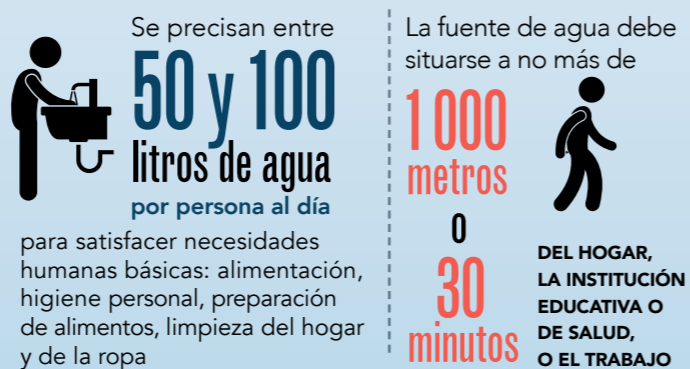 Se precisan entre
50 y 100
litros de agua
por persona al día
para satisfacer necesidades
humanas básicas: alimentación,
higiene personal, preparación
de alimentos, limpieza del hogar
y de la ropa
La fuente de agua debe
situarse a no más de
1 000
metros
o
30
minutos
DEL HOGAR,
LA INSTITUCIÓN
EDUCATIVA O
DE SALUD,
O EL TRABAJO